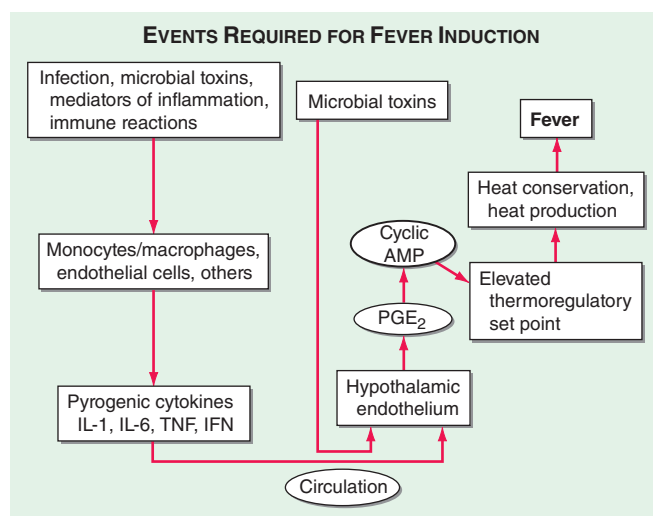 EVENTS REQUIRED FOR FEVER INDUCTION
Infection, microbial toxins,
mediators of inflammation,
immune reactions
Microbial toxins
Fever
Heat conservation,
heat production
Monocytes/macrophages,
endothelial cells, others
Cyclic
AMP
Elevated
thermoregulatory
set point
PGE2
Pyrogenic cytokines
IL-1, IL-6, TNF, IFN
Hypothalamic
endothelium
Circulation